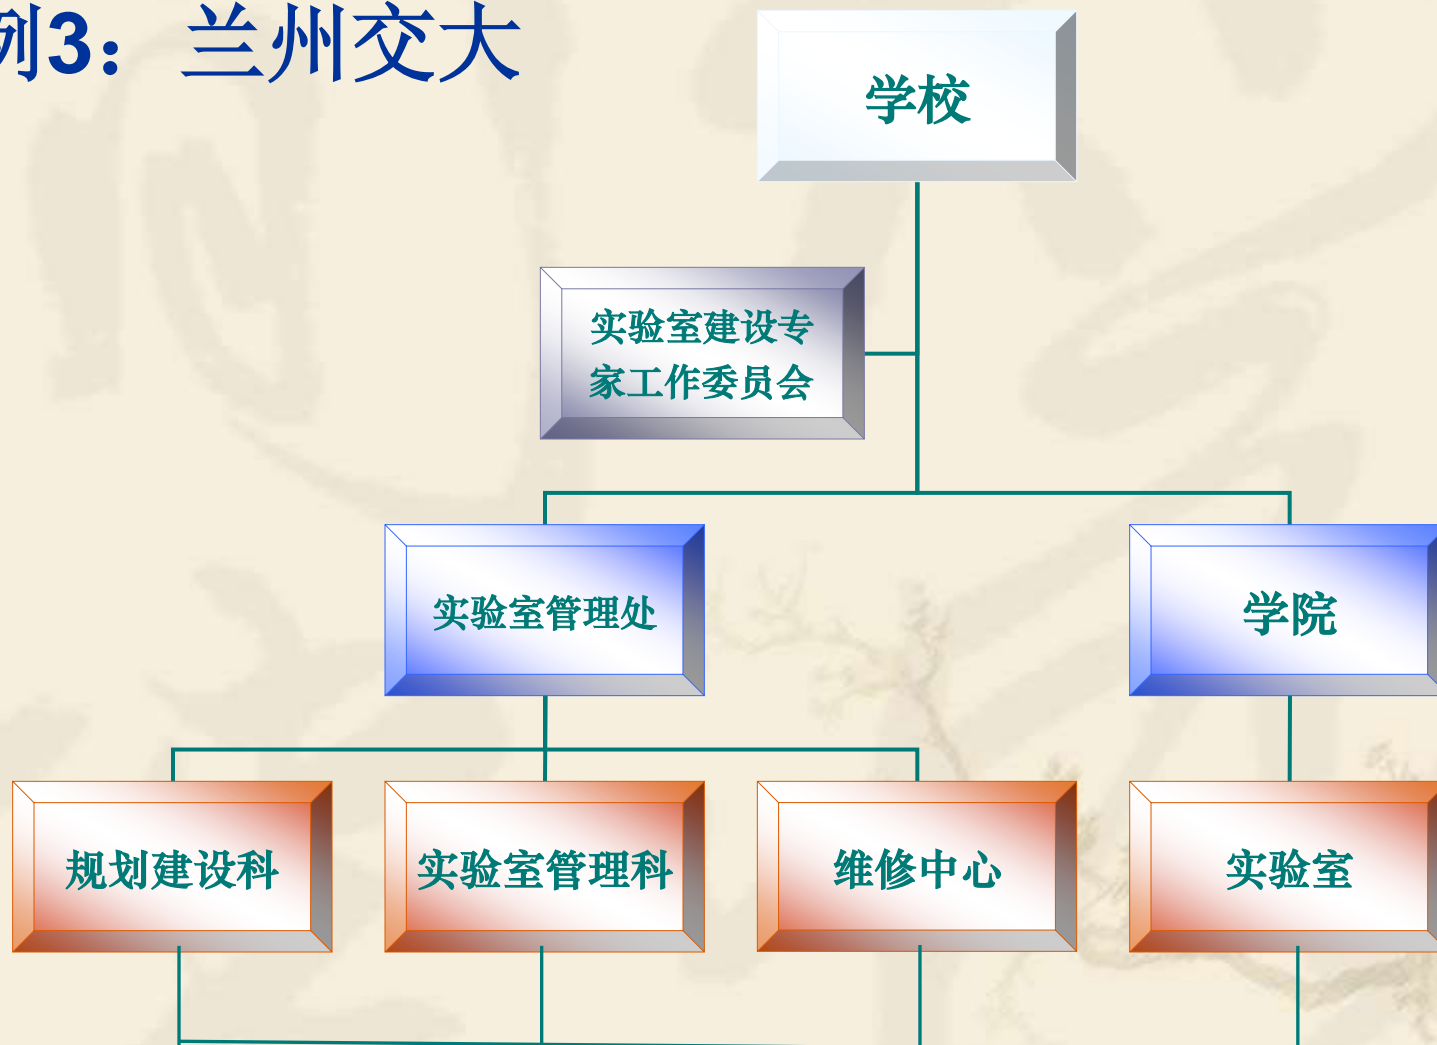 例3：兰州交大
学校
实验室建设专
家工作委员会
实验室管理处
学院
规划建设科
实验室管理科
维修中心
实验室